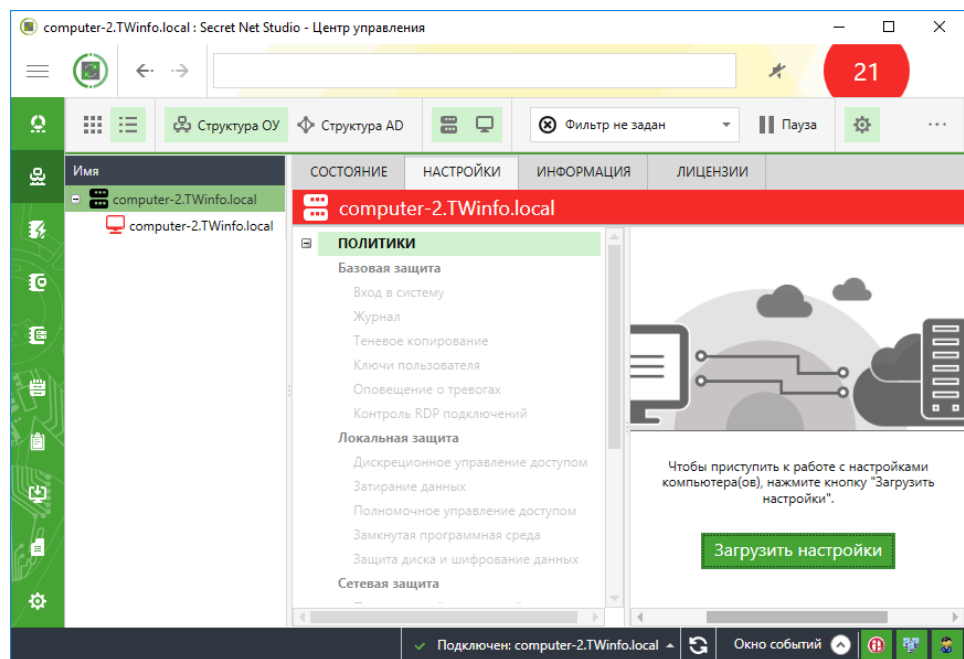 computer-2.TWinfo.local : Secret Net Studio - Центр управления
21
Структура ОУ
Структура AD
Фильтр не задан
Пауза
Имя
computer-2.TWinfo.local
computer-2.TWinfo.local
СОСТОЯНИЕ НАСТРОЙКИ ИНФОРМАЦИЯ ЛИЦЕНЗИИ
computer-2.TWinfo.local
ПОЛИТИКИ
Базовая защита
Вход в систему
Журнал
Теневое копирование
Ключи пользователя
Оповещение о тревогах
Контроль RDP подключений
Локальная защита
Дискреционное управление доступом
Затирание данных
Полномочное управление доступом
Замкнутая программная среда
Защита диска и шифрование данных
Сетевая защита
Чтобы приступить к работе с настройками
компьютера(ов), нажмите кнопку "Загрузить
настройки".
Загрузить настройки
Подключен: computer-2.TWinfo.local
Окно событий